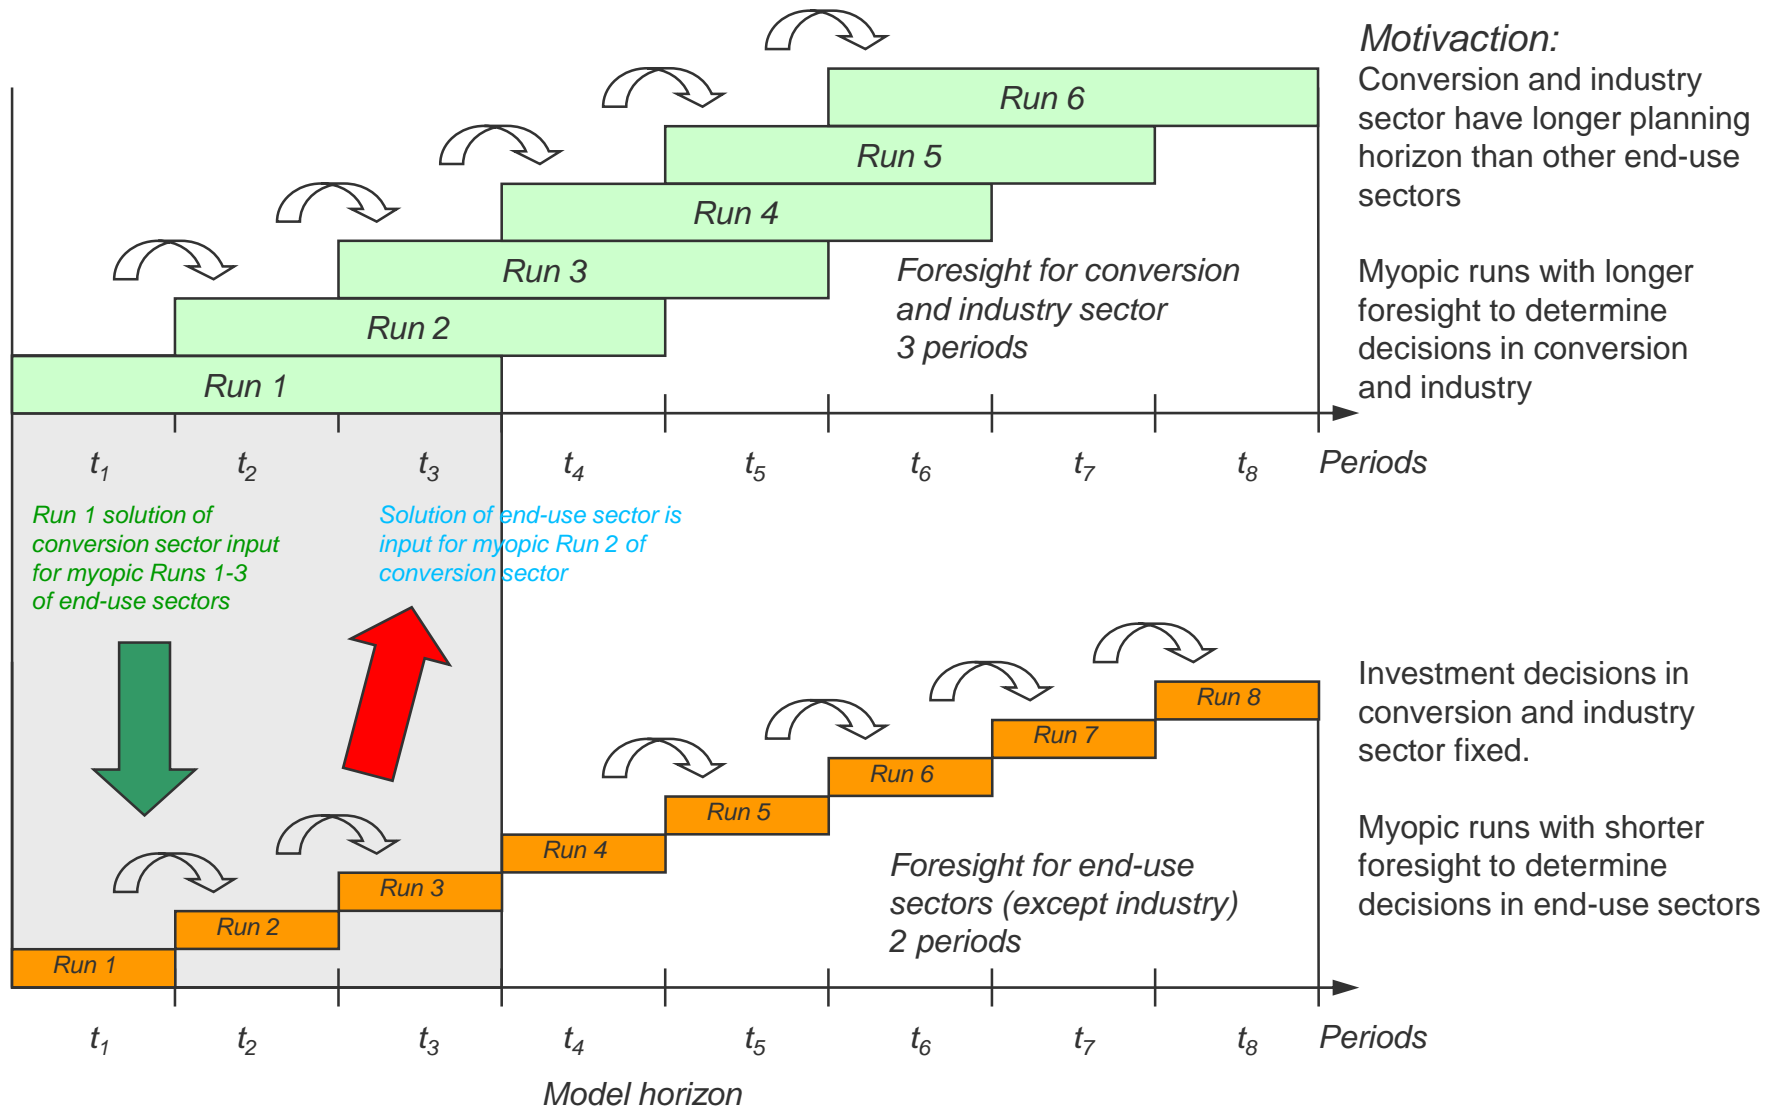 Motivaction:
Conversion and industry
sector have longer planning
horizon than other end-use
sectors
Myopic runs with longer
foresight to determine
decisions in conversion
and industry
Run 6
Run 5
Run 4
Run 3
Run 2
Run 1
Foresight for conversion
and industry sector
3 periods
t1 t2 t3 t4 t5 t6 t7 t8 Periods
Run 1 solution of
conversion sector input
for myopic Runs 1-3
of end-use sectors
Solution of end-use sector is
input for myopic Run 2 of
conversion sector
Investment decisions in
conversion and industry
sector fixed.
Myopic runs with shorter
foresight to determine
decisions in end-use sectors
Run 8
Run 7
Run 6
Run 5
Run 4
Run 3
Run 2
Run 1
Foresight for end-use
sectors (except industry)
2 periods
t1 t2 t3 t4 t5 t6 t7 t8 Periods
Model horizon